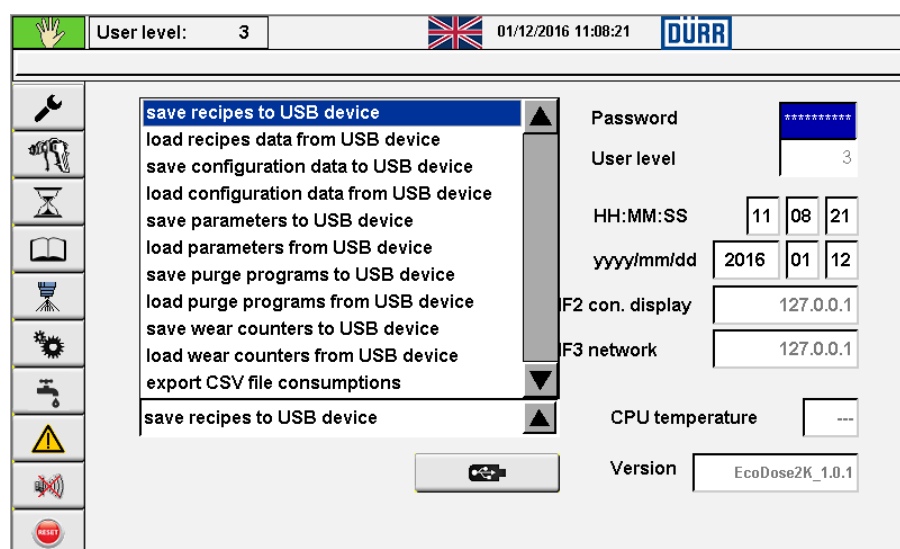 User level: 3 01/12/2016 11:08:21 DÜRR
save recipes to USB device
load recipes data from USB device
save configuration data to USB device
load configuration data from USB device
save parameters to USB device
load parameters from USB device
save purge programs to USB device
load purge programs from USB device
save wear counters to USB device
load wear counters from USB device
export CSV file consumptions
save recipes to USB device
Password **********
User level 3
HH:MM:SS 11 08 21
yyyy/mm/dd 2016 01 12
IF2 con. display 127.0.0.1
IF3 network 127.0.0.1
CPU temperature ---
Version EcoDose2K_1.0.1
RESET